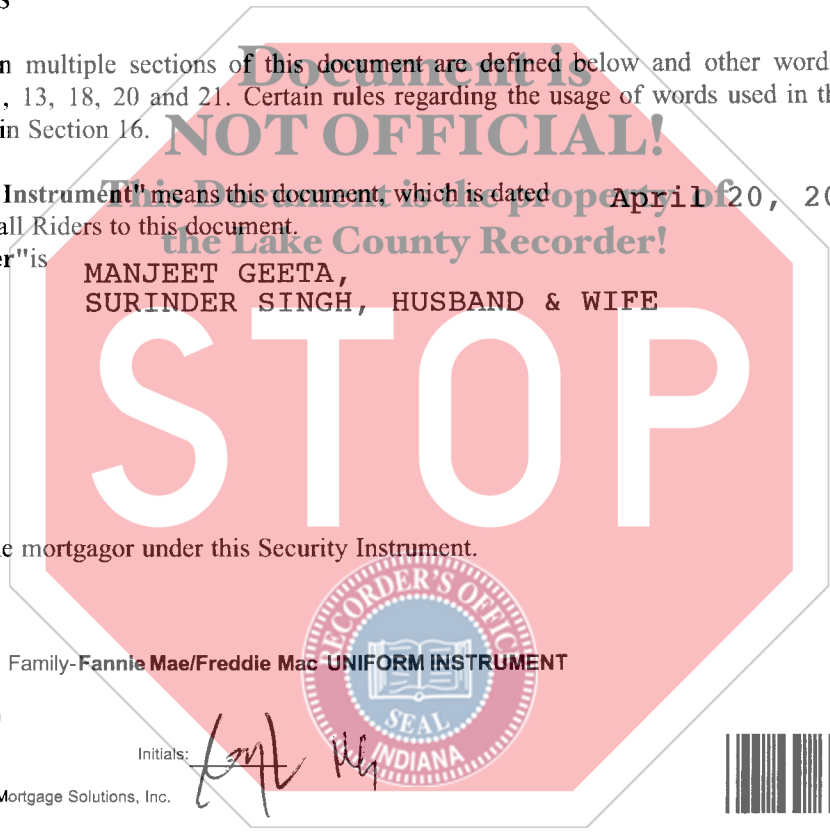 n multiple sections of this document are defined below and other word
, 13, 18, 20 and 21. Certain rules regarding the usage of words used in th
in Section 16.
Document is
NOT OFFICIAL!
This Document is the property of
the Lake County Recorder!
Instrument" means this document, which is dated April 20, 20
all Riders to this document.
er" is
MANJEET GEETA,
SURINDER SINGH, HUSBAND & WIFE
STOP
e mortgagor under this Security Instrument.
RECORDER'S OFFICE
SEAL
INDIANA
Family-Fannie Mae/Freddie Mac UNIFORM INSTRUMENT
Initials:
Mortgage Solutions, Inc.